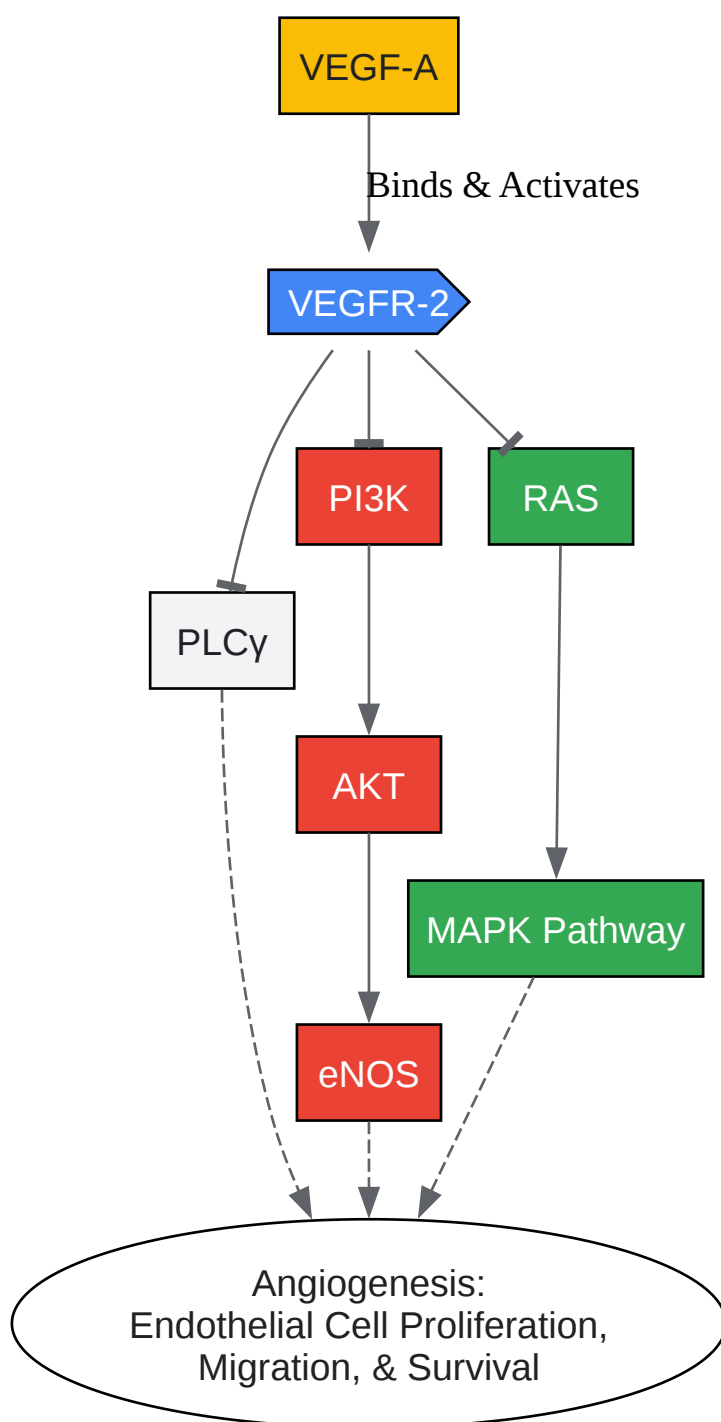 VEGF-A
Binds & Activates
VEGFR-2
PI3K
RAS
PLCγ
AKT
MAPK Pathway
eNOS
Angiogenesis:
Endothelial Cell Proliferation,
Migration, & Survival